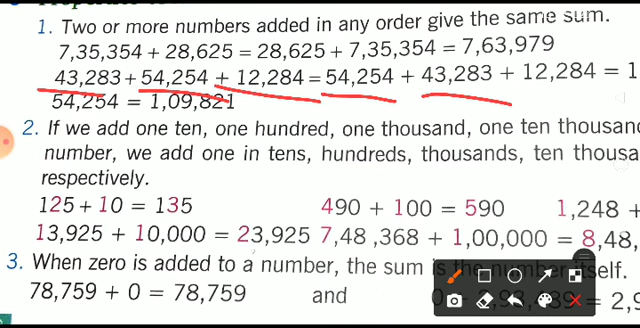 1. Two or more numbers added in any order give the same sum.
7,35,354 + 28,625 = 28,625 + 7,35,354 = 7,63,979
43,283 + 54,254 + 12,284 = 54,254 + 43,283 + 12,284 = 1
54,254 = 1,09,821
2. If we add one ten, one hundred, one thousand, one ten thousan
number, we add one in tens, hundreds, thousands, ten thousa
respectively.
125 + 10 = 135 490 + 100 = 590 1,248 +
13,925 + 10,000 = 23,925 7,48,368 + 1,00,000 = 8,48,
3. When zero is added to a number, the sum is the number itself.
78,759 + 0 = 78,759 and = 2,9